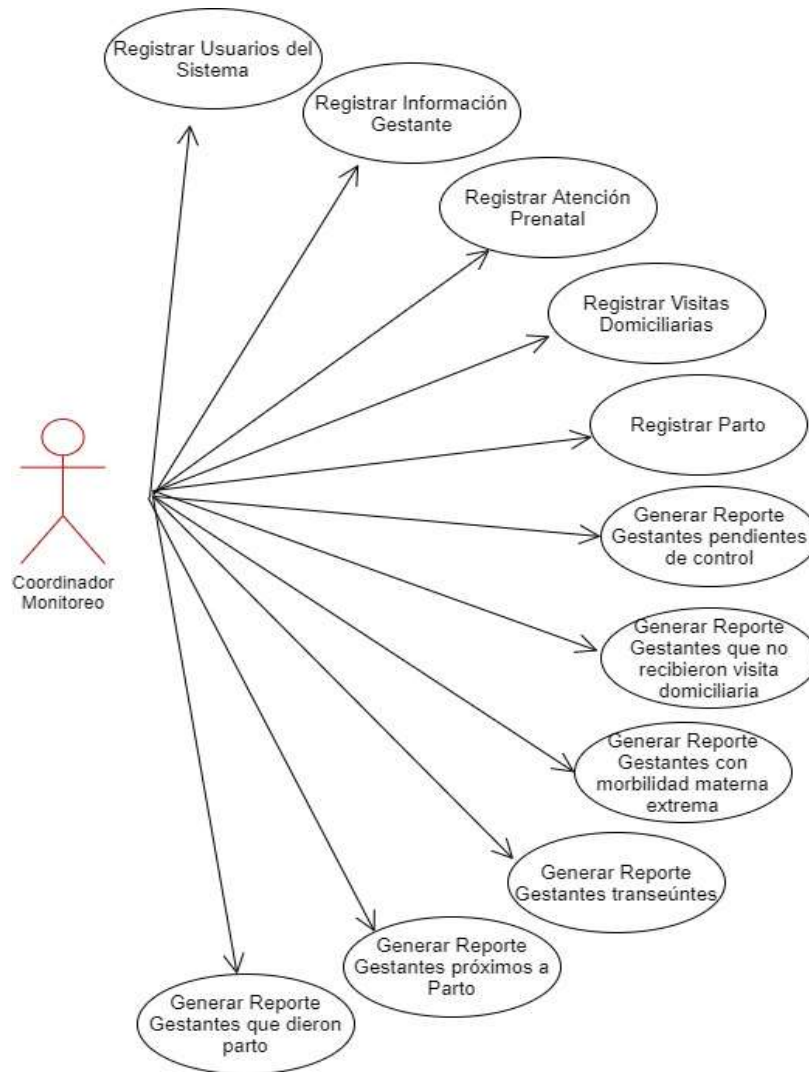 Registrar Usuarios del
Sistema
Registrar Información
Gestante
Registrar Atención
Prenatal
Registrar Visitas
Domiciliarias
Registrar Parto
Generar Reporte
Gestantes pendientes
de control
Coordinador
Monitoreo
Generar Reporte
Gestantes que no
recibieron visita
domiciliaria
Generar Reporte
Gestantes con
morbilidad materna
extrema
Generar Reporte
Gestantes transeúntes
Generar Reporte
Gestantes próximos a
Parto
Generar Reporte
Gestantes que dieron
parto